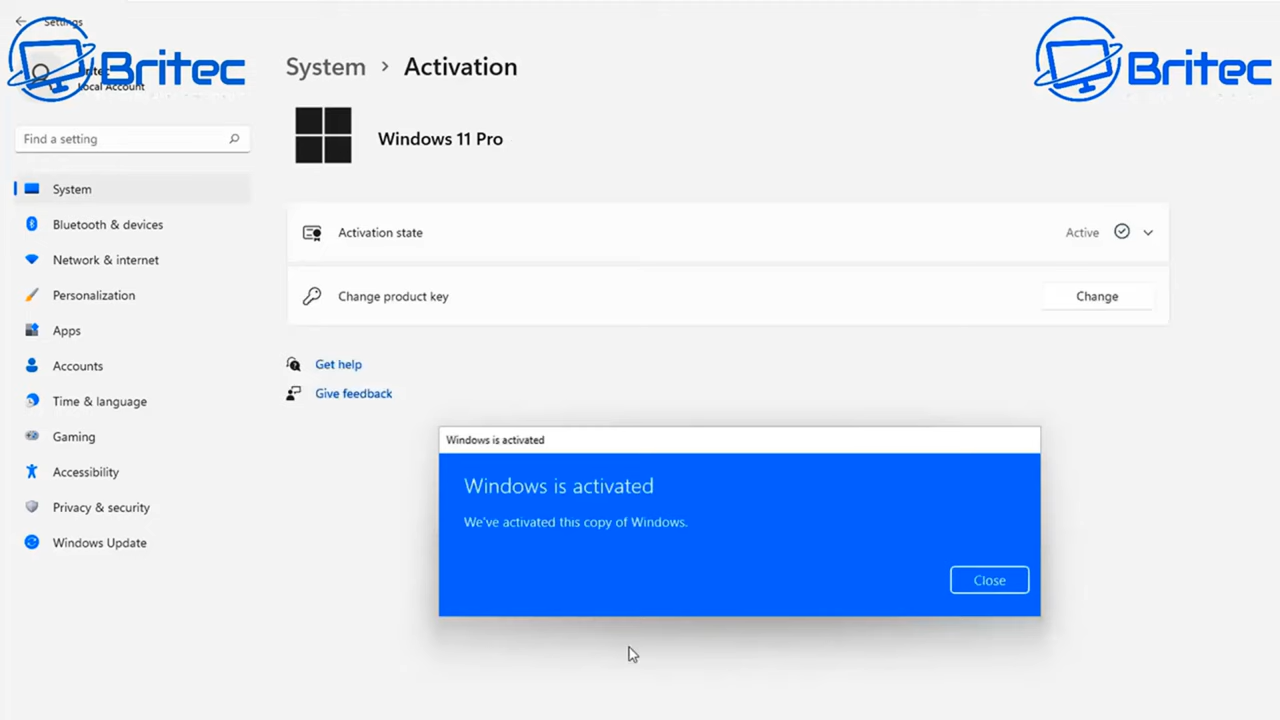 Settings
Britec
Britec
Local Account
System > Activation
Find a setting
Windows 11 Pro
System
Bluetooth & devices
Network & internet
Personalization
Apps
Accounts
Time & language
Gaming
Accessibility
Privacy & security
Windows Update
Activation state
Active
Change product key
Change
Get help
Give feedback
Windows is activated
Windows is activated
We've activated this copy of Windows.
Close